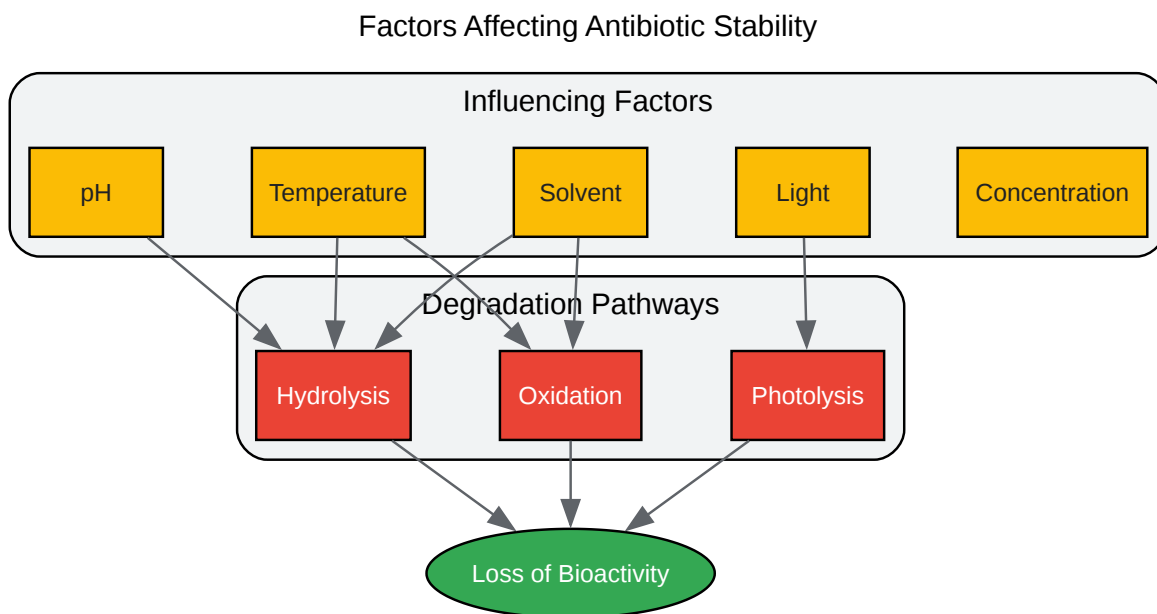 Factors Affecting Antibiotic Stability
Influencing Factors
pH
Temperature
Solvent
Light
Concentration
Degradation Pathways
Hydrolysis
Oxidation
Photolysis
Loss of Bioactivity